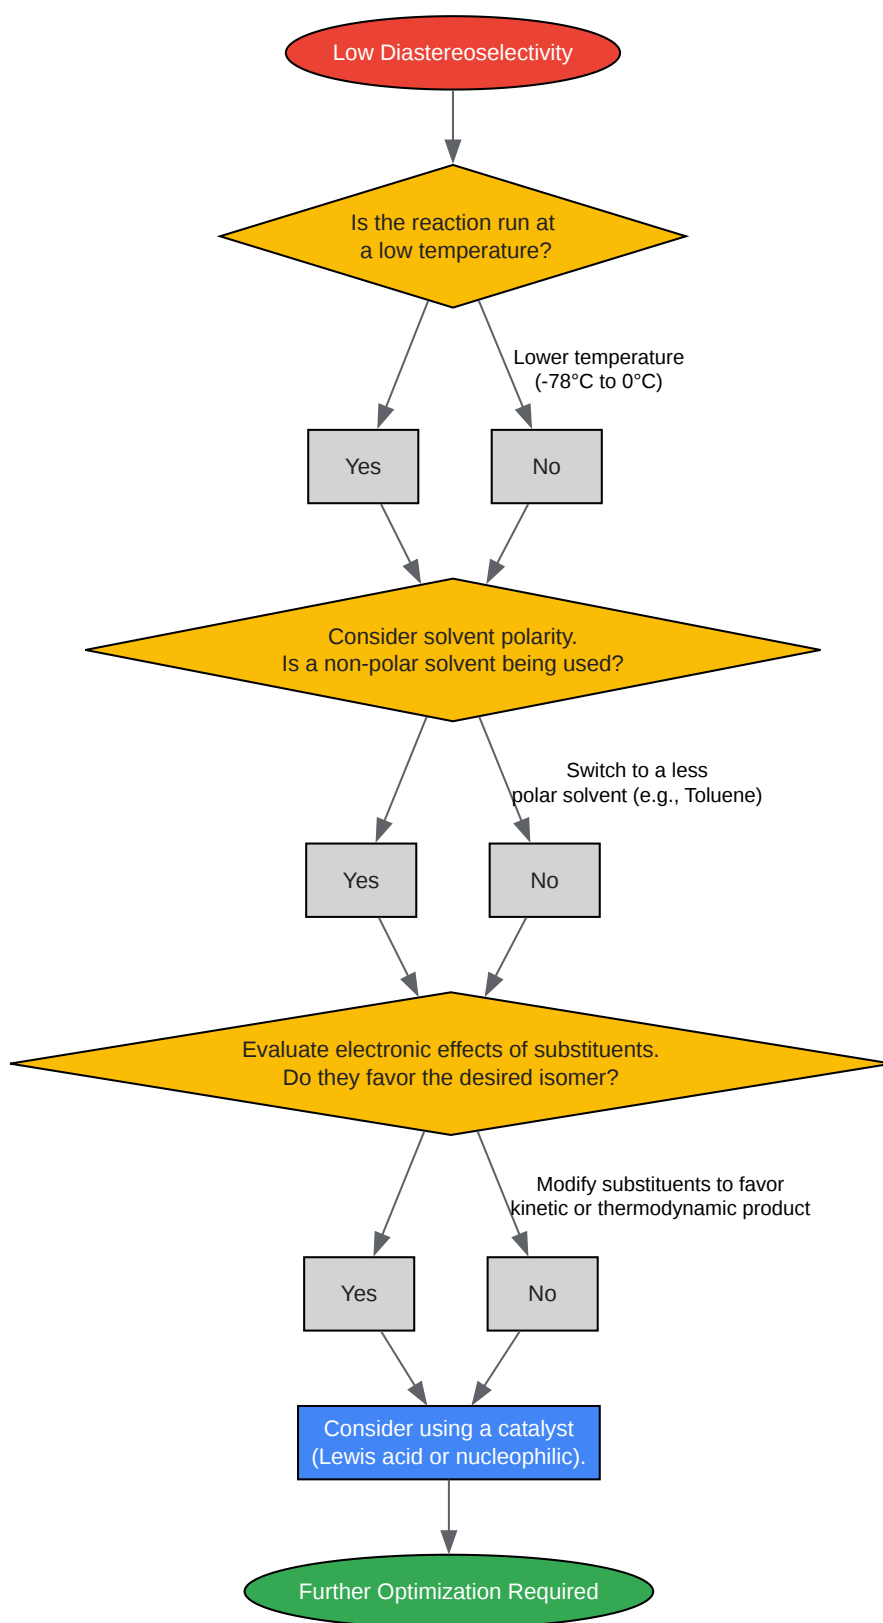 Low Diastereoselectivity
Is the reaction run at
a low temperature?
Lower temperature
(-78°C to 0°C)
Yes
No
Consider solvent polarity.
Is a non-polar solvent being used?
Switch to a less
polar solvent (e.g., Toluene)
Yes
No
Evaluate electronic effects of substituents.
Do they favor the desired isomer?
Modify substituents to favor
kinetic or thermodynamic product
Yes
No
Consider using a catalyst
(Lewis acid or nucleophilic).
Further Optimization Required